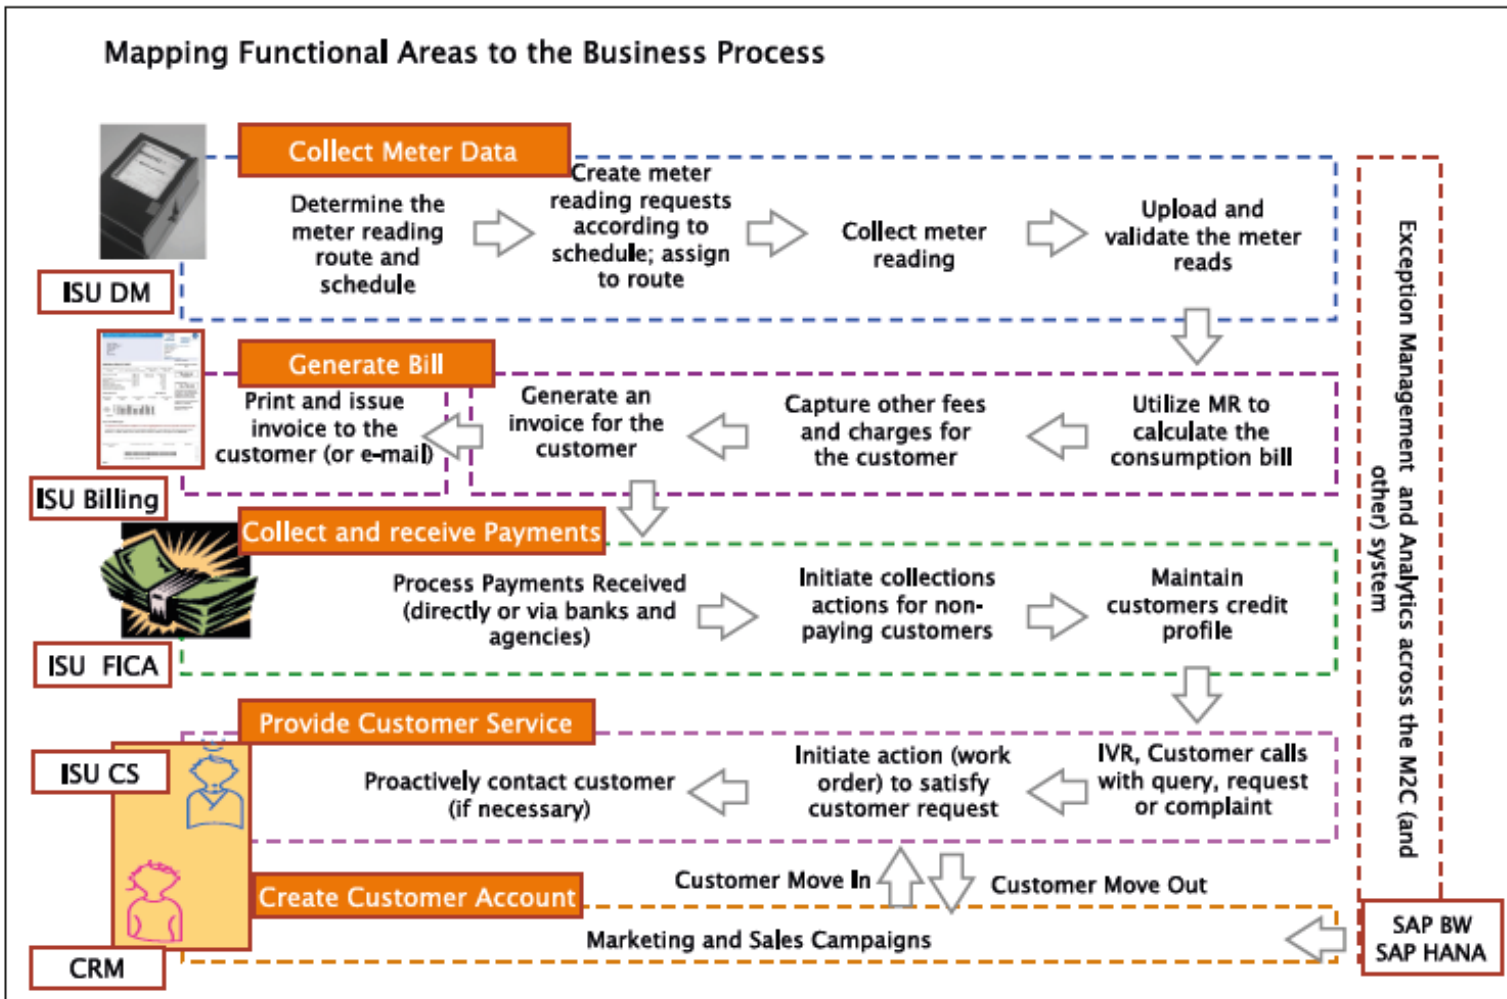 Mapping Functional Areas to the Business Process
Collect Meter Data
Determine the
meter reading
route and
schedule
Create meter
reading requests
according to
schedule; assign
to route
Collect meter
reading
Upload and
validate the meter
reads
ISU DM
Generate Bill
Print and issue
invoice to the
customer (or e-mail)
Generate an
invoice for the
customer
Capture other fees
and charges for
the customer
Utilize MR to
calculate the
consumption bill
ISU Billing
Collect and receive Payments
Process Payments Received
(directly or via banks and
agencies)
Initiate collections
actions for non-
paying customers
Maintain
customers credit
profile
ISU FICA
Provide Customer Service
ISU CS
Proactively contact customer
(if necessary)
Initiate action (work
order) to satisfy
customer request
IVR, Customer calls
with query, request
or complaint
Customer Move In
Customer Move Out
Create Customer Account
Marketing and Sales Campaigns
CRM
Exception Management and Analytics across the M2C (and
other) system
SAP BW
SAP HANA